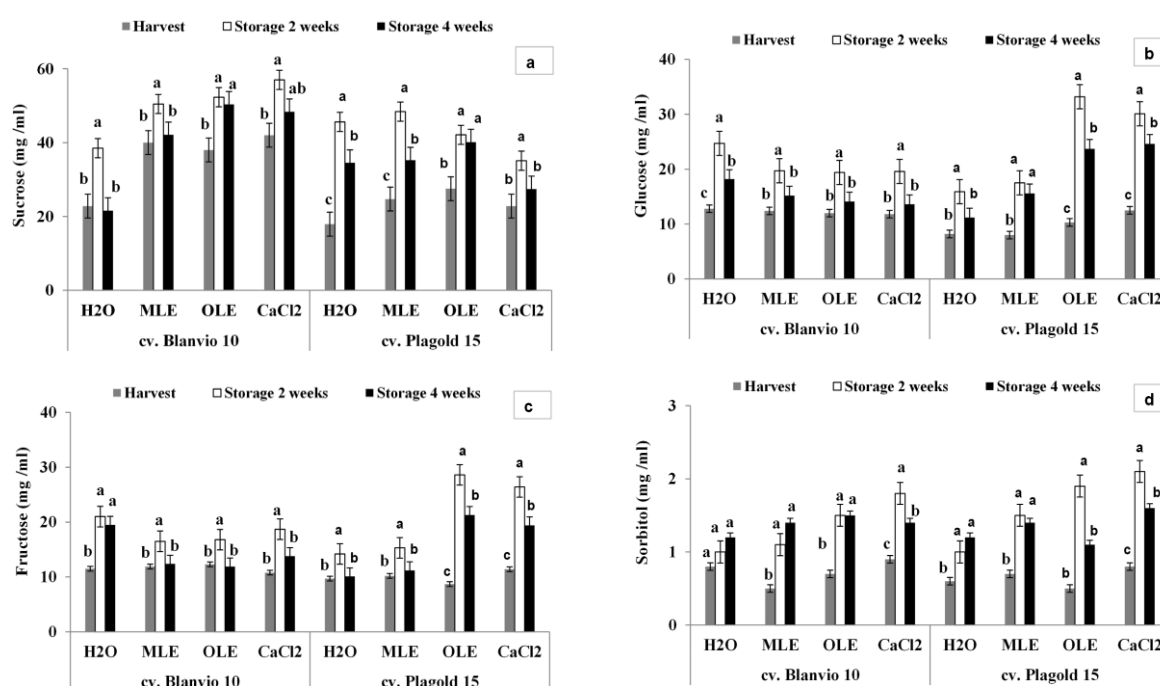 Harvest Storage 2 weeks Storage 4 weeks
a
Sucrose (mg /ml)
60
40
20
0
b a b b a b b a a b a ab c a b c a b b a a b a b
H2O MLE OLE CaCl2 H2O MLE OLE CaCl2
cv. Blanvio 10 cv. Plagold 15
Harvest Storage 2 weeks Storage 4 weeks
b
Glucose (mg /ml)
40
30
20
10
0
c a b b a b b a b b a b b a b b a a c a b c a b
H2O MLE OLE CaCl2 H2O MLE OLE CaCl2
cv. Blanvio 10 cv. Plagold 15
Harvest Storage 2 weeks Storage 4 weeks
c
Fructose (mg /ml)
40
30
20
10
0
b a a b a b b a b b a b b a b b a b c a b c a b
H2O MLE OLE CaCl2 H2O MLE OLE CaCl2
cv. Blanvio 10 cv. Plagold 15
Harvest Storage 2 weeks Storage 4 weeks
d
Sorbitol (mg /ml)
3
2
1
0
a a a b a a b a a c a b b a a b a a b a b c a b
H2O MLE OLE CaCl2 H2O MLE OLE CaCl2
cv. Blanvio 10 cv. Plagold 15